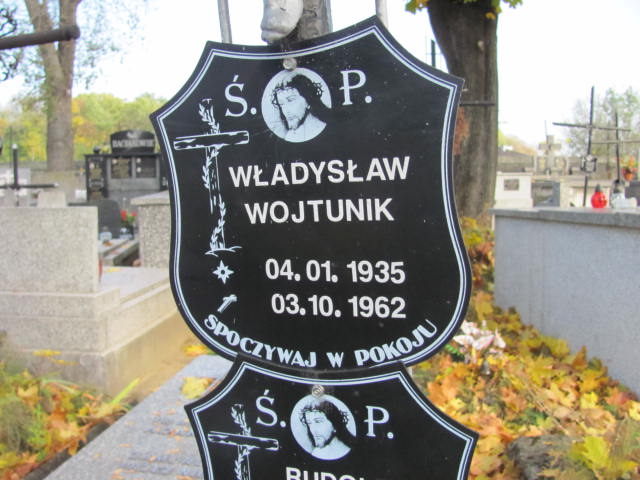 Ś. P.
WŁADYSŁAW
WOJTUNIK
04.01.1935
03.10.1962
SPOCZYWAJ W POKOJU
Ś. P.